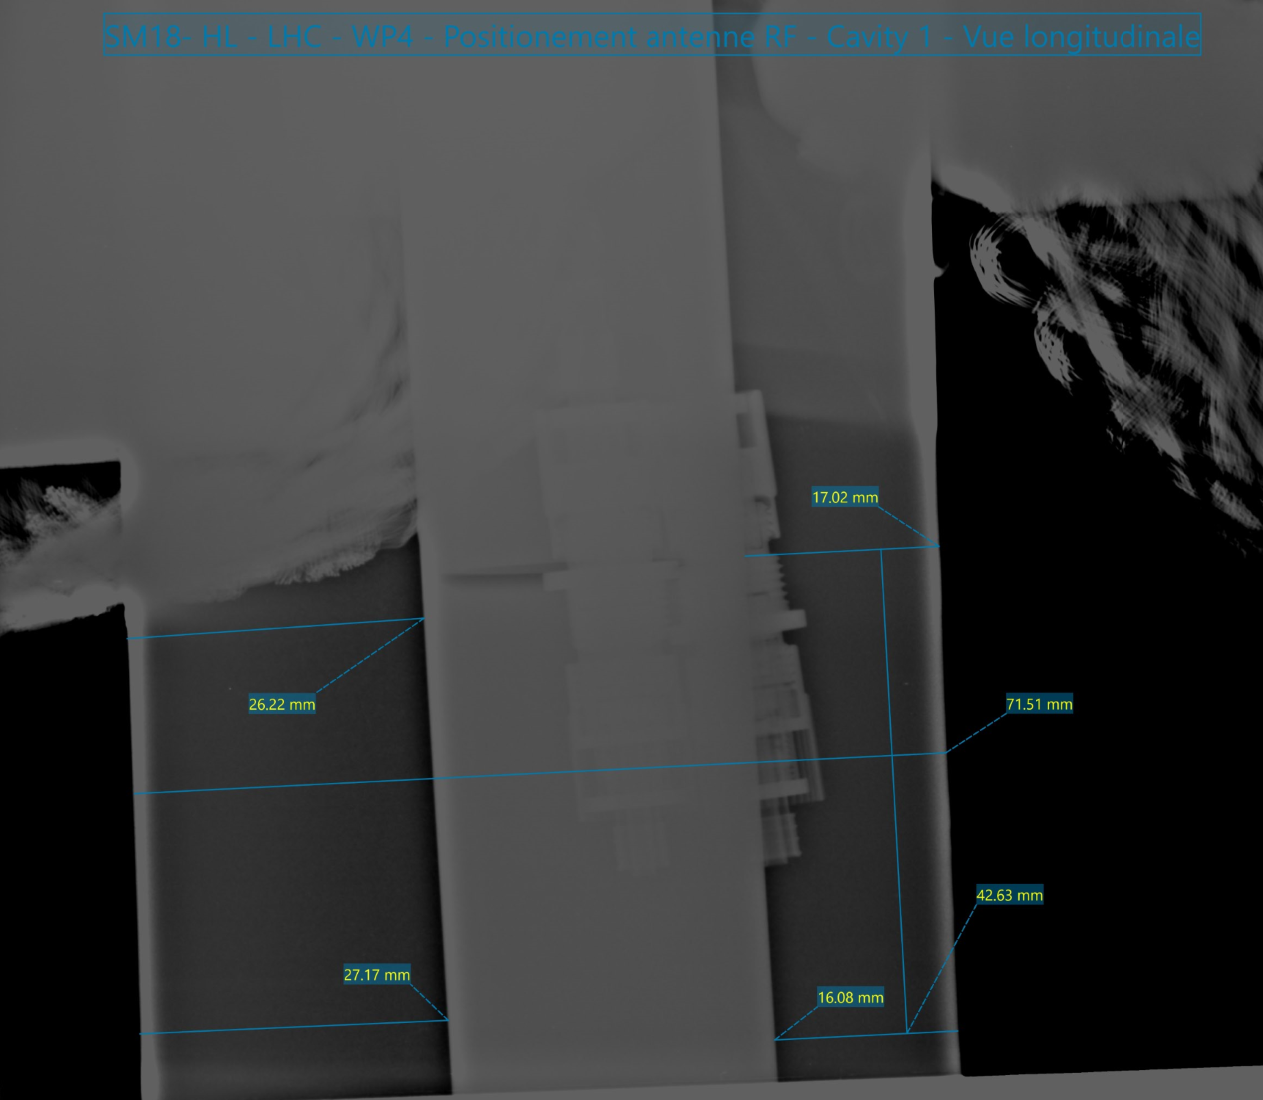 SM18- HL - LHC - WP4 - Positionement antenne RF - Cavity 1 - Vue longitudinale
17.02 mm
26.22 mm
71.51 mm
42.63 mm
27.17 mm
16.08 mm